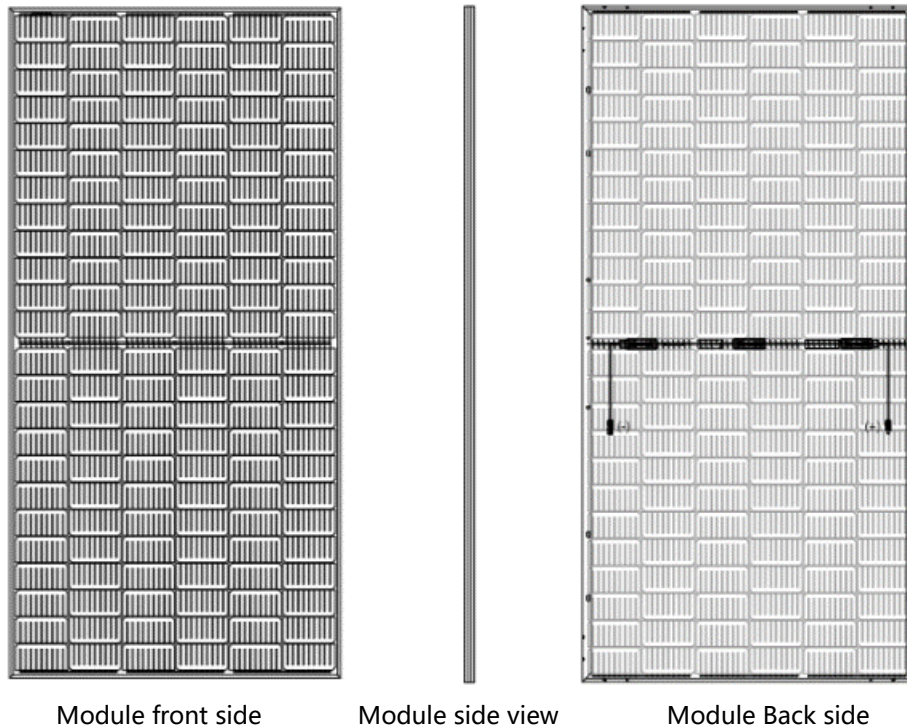 (-)
(+)
Module front side
Module side view
Module Back side